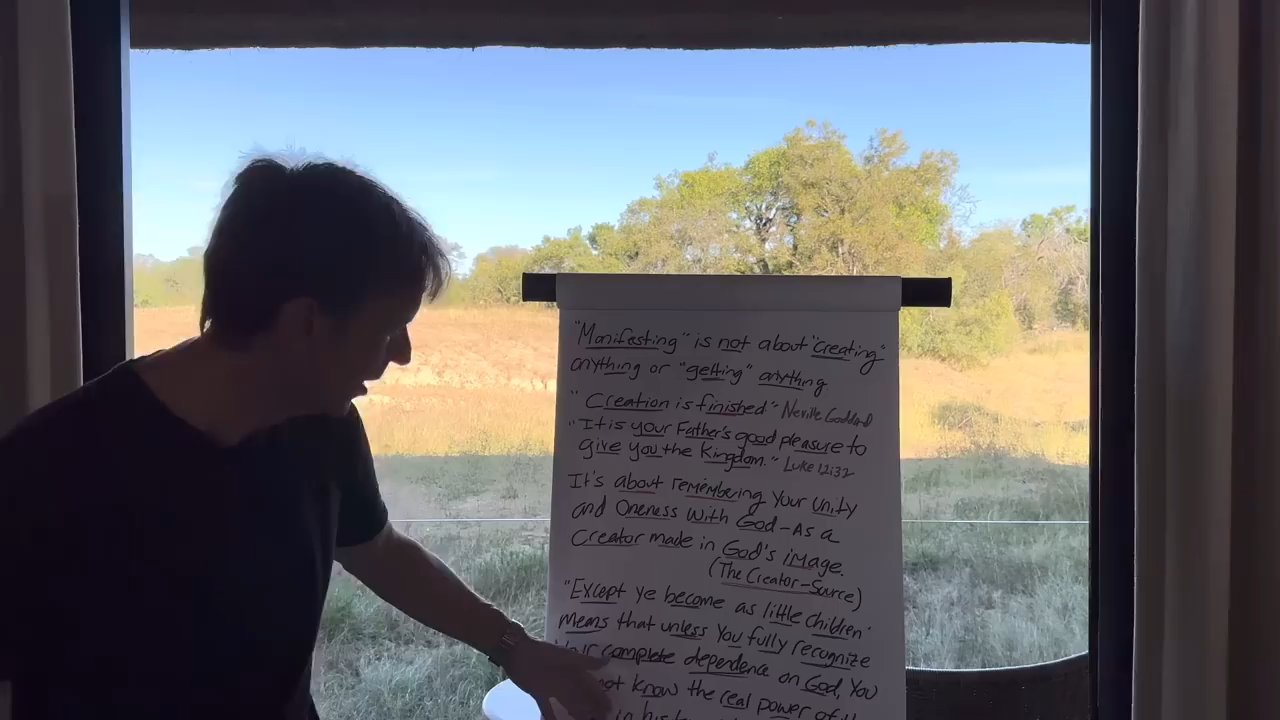 "Manifesting" is not about "creating"
anything or "getting" anything
"Creation is finished" Neville Goddard
"It is your Father's good pleasure to
give you the Kingdom." Luke 12:32
It's about remembering your unity
and Oneness with God - As a
Creator made in God's image.
(The Creator-Source)
"Except ye become as little children"
means that unless you fully recognize
complete dependence on God, You
know the real power of
in his